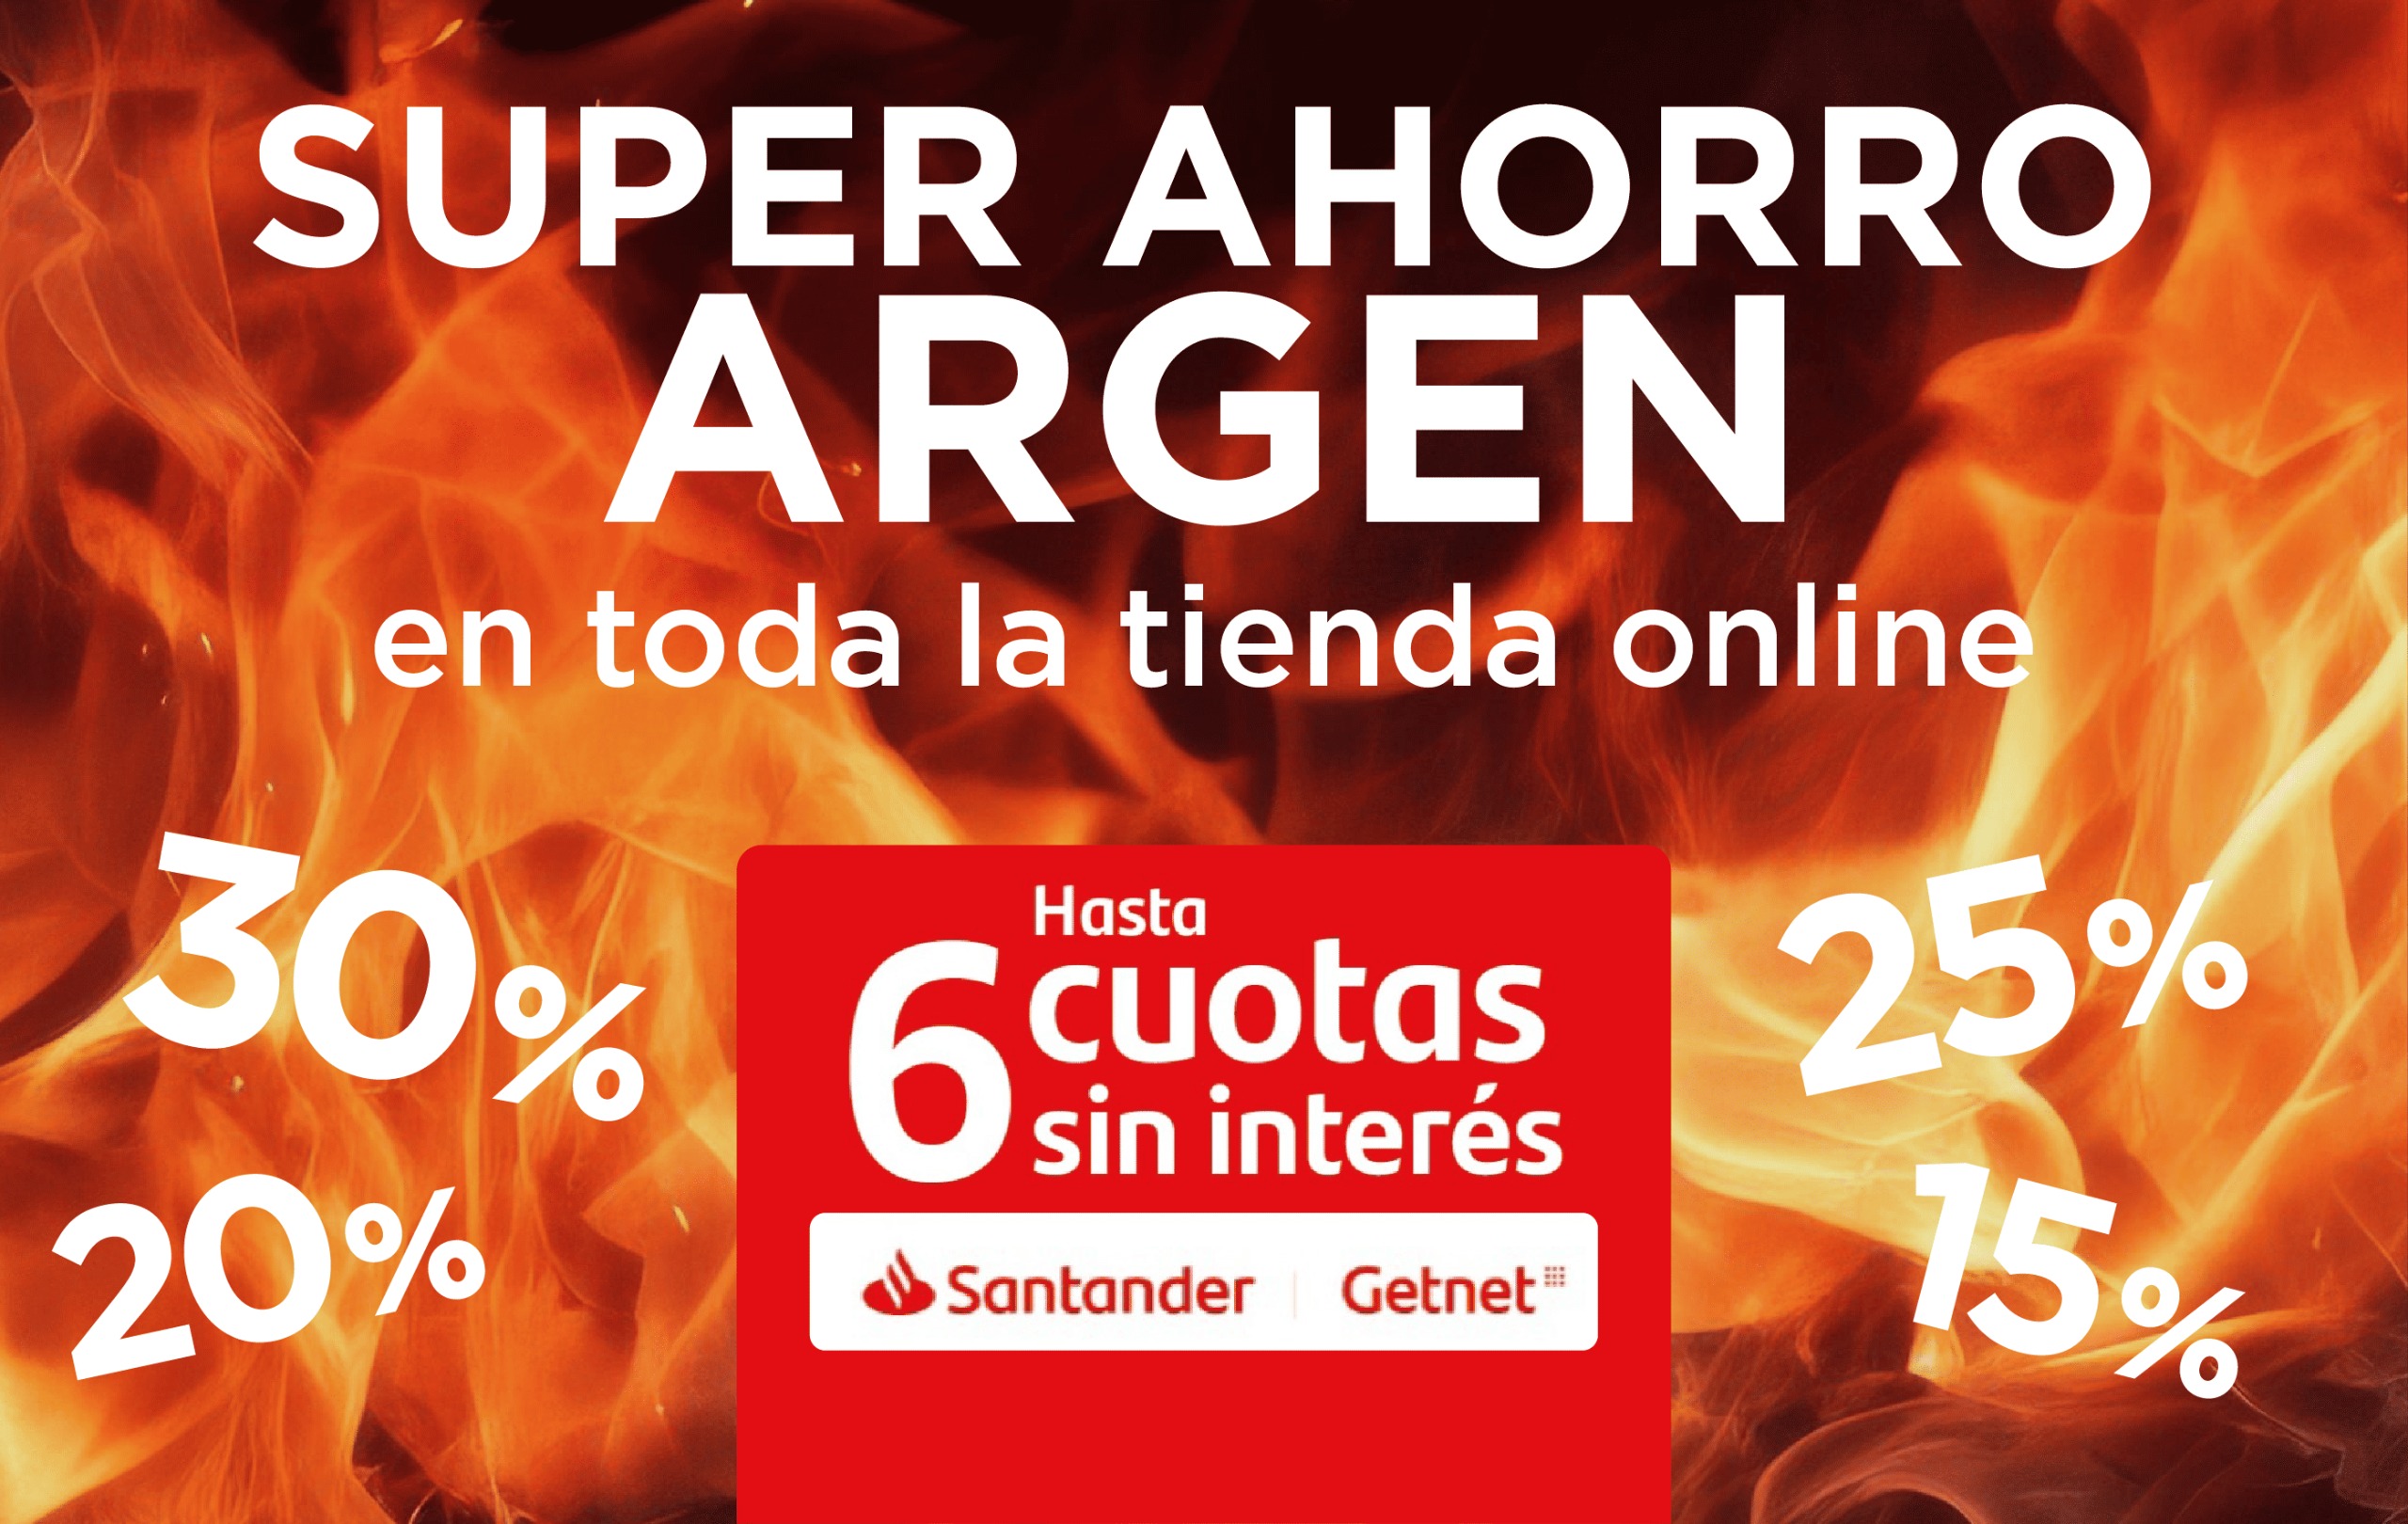 SUPER AHORRO
ARGEN
en toda la tienda online
30%
25%
20%
15%
Hasta
6 cuotas
sin interés
Santander | Getnet